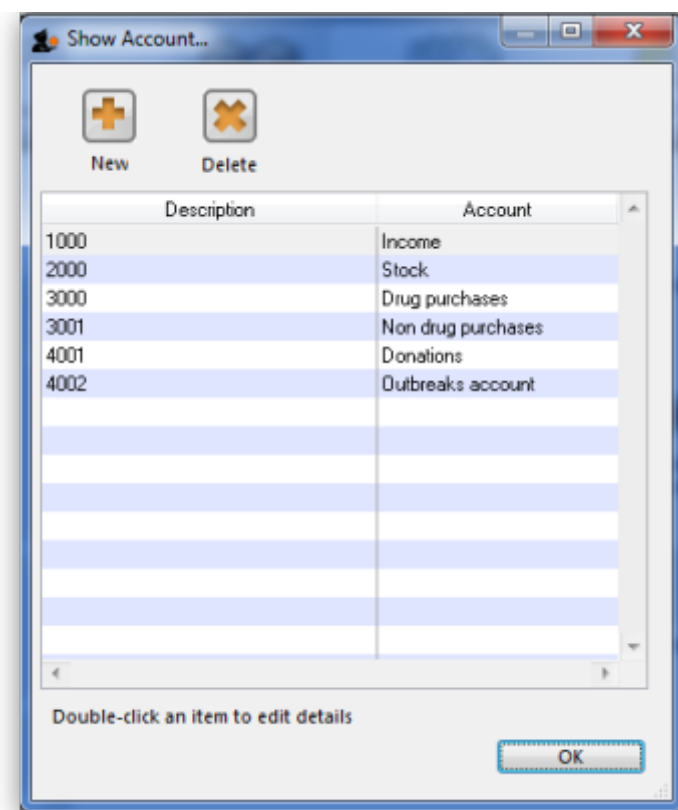 Show Account...
New Delete
Description Account
1000 Income
2000 Stock
3000 Drug purchases
3001 Non drug purchases
4001 Donations
4002 Outbreaks account
Double-click an item to edit details
OK